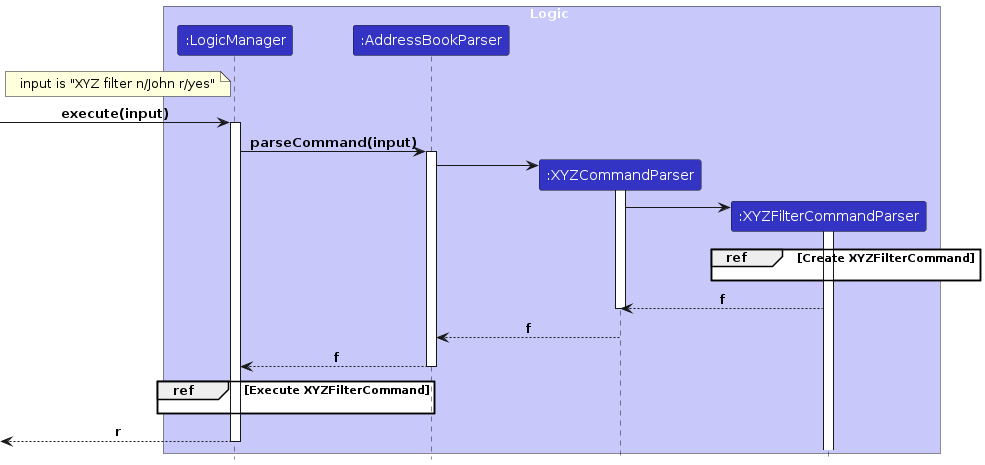 Logic
:LogicManager
:AddressBookParser
input is "XYZ filter n/John r/yes"
execute(input)
parseCommand(input)
:XYZCommandParser
:XYZFilterCommandParser
ref [Create XYZFilterCommand]
f
f
f
ref [Execute XYZFilterCommand]
r